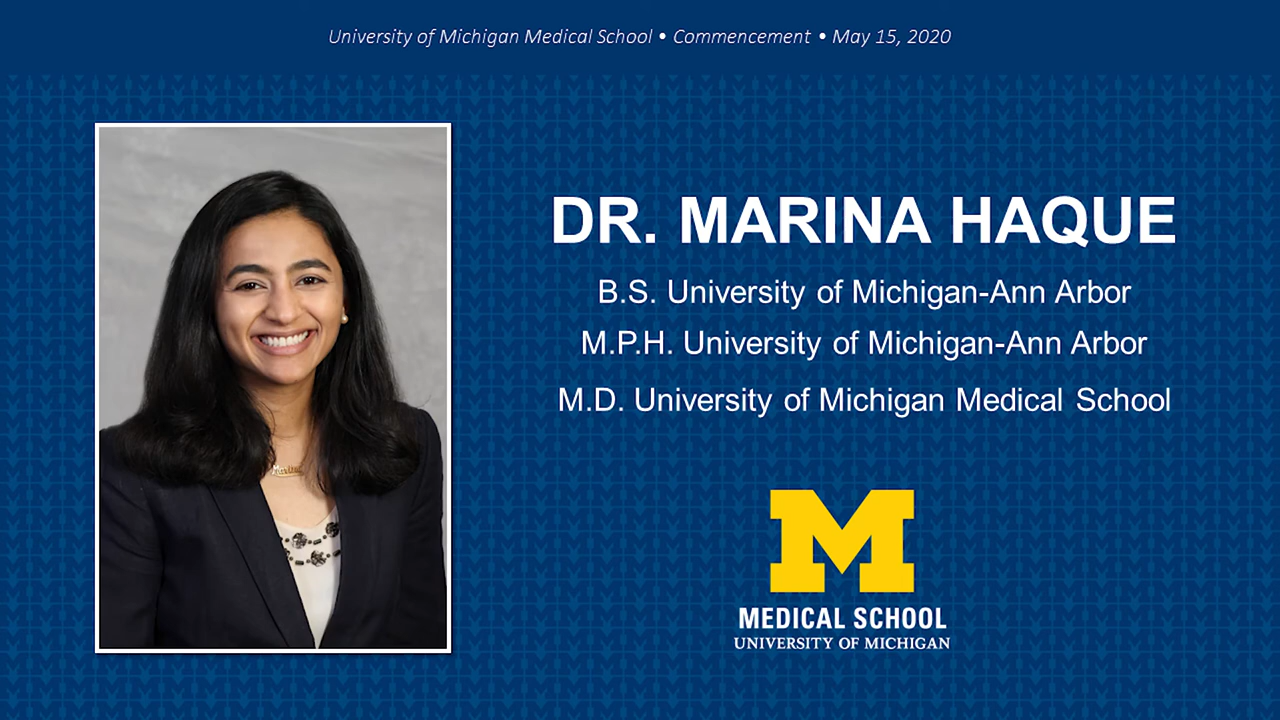 University of Michigan Medical School • Commencement • May 15, 2020
DR. MARINA HAQUE
B.S. University of Michigan-Ann Arbor
M.P.H. University of Michigan-Ann Arbor
M.D. University of Michigan Medical School
M
MEDICAL SCHOOL
UNIVERSITY OF MICHIGAN
Marina